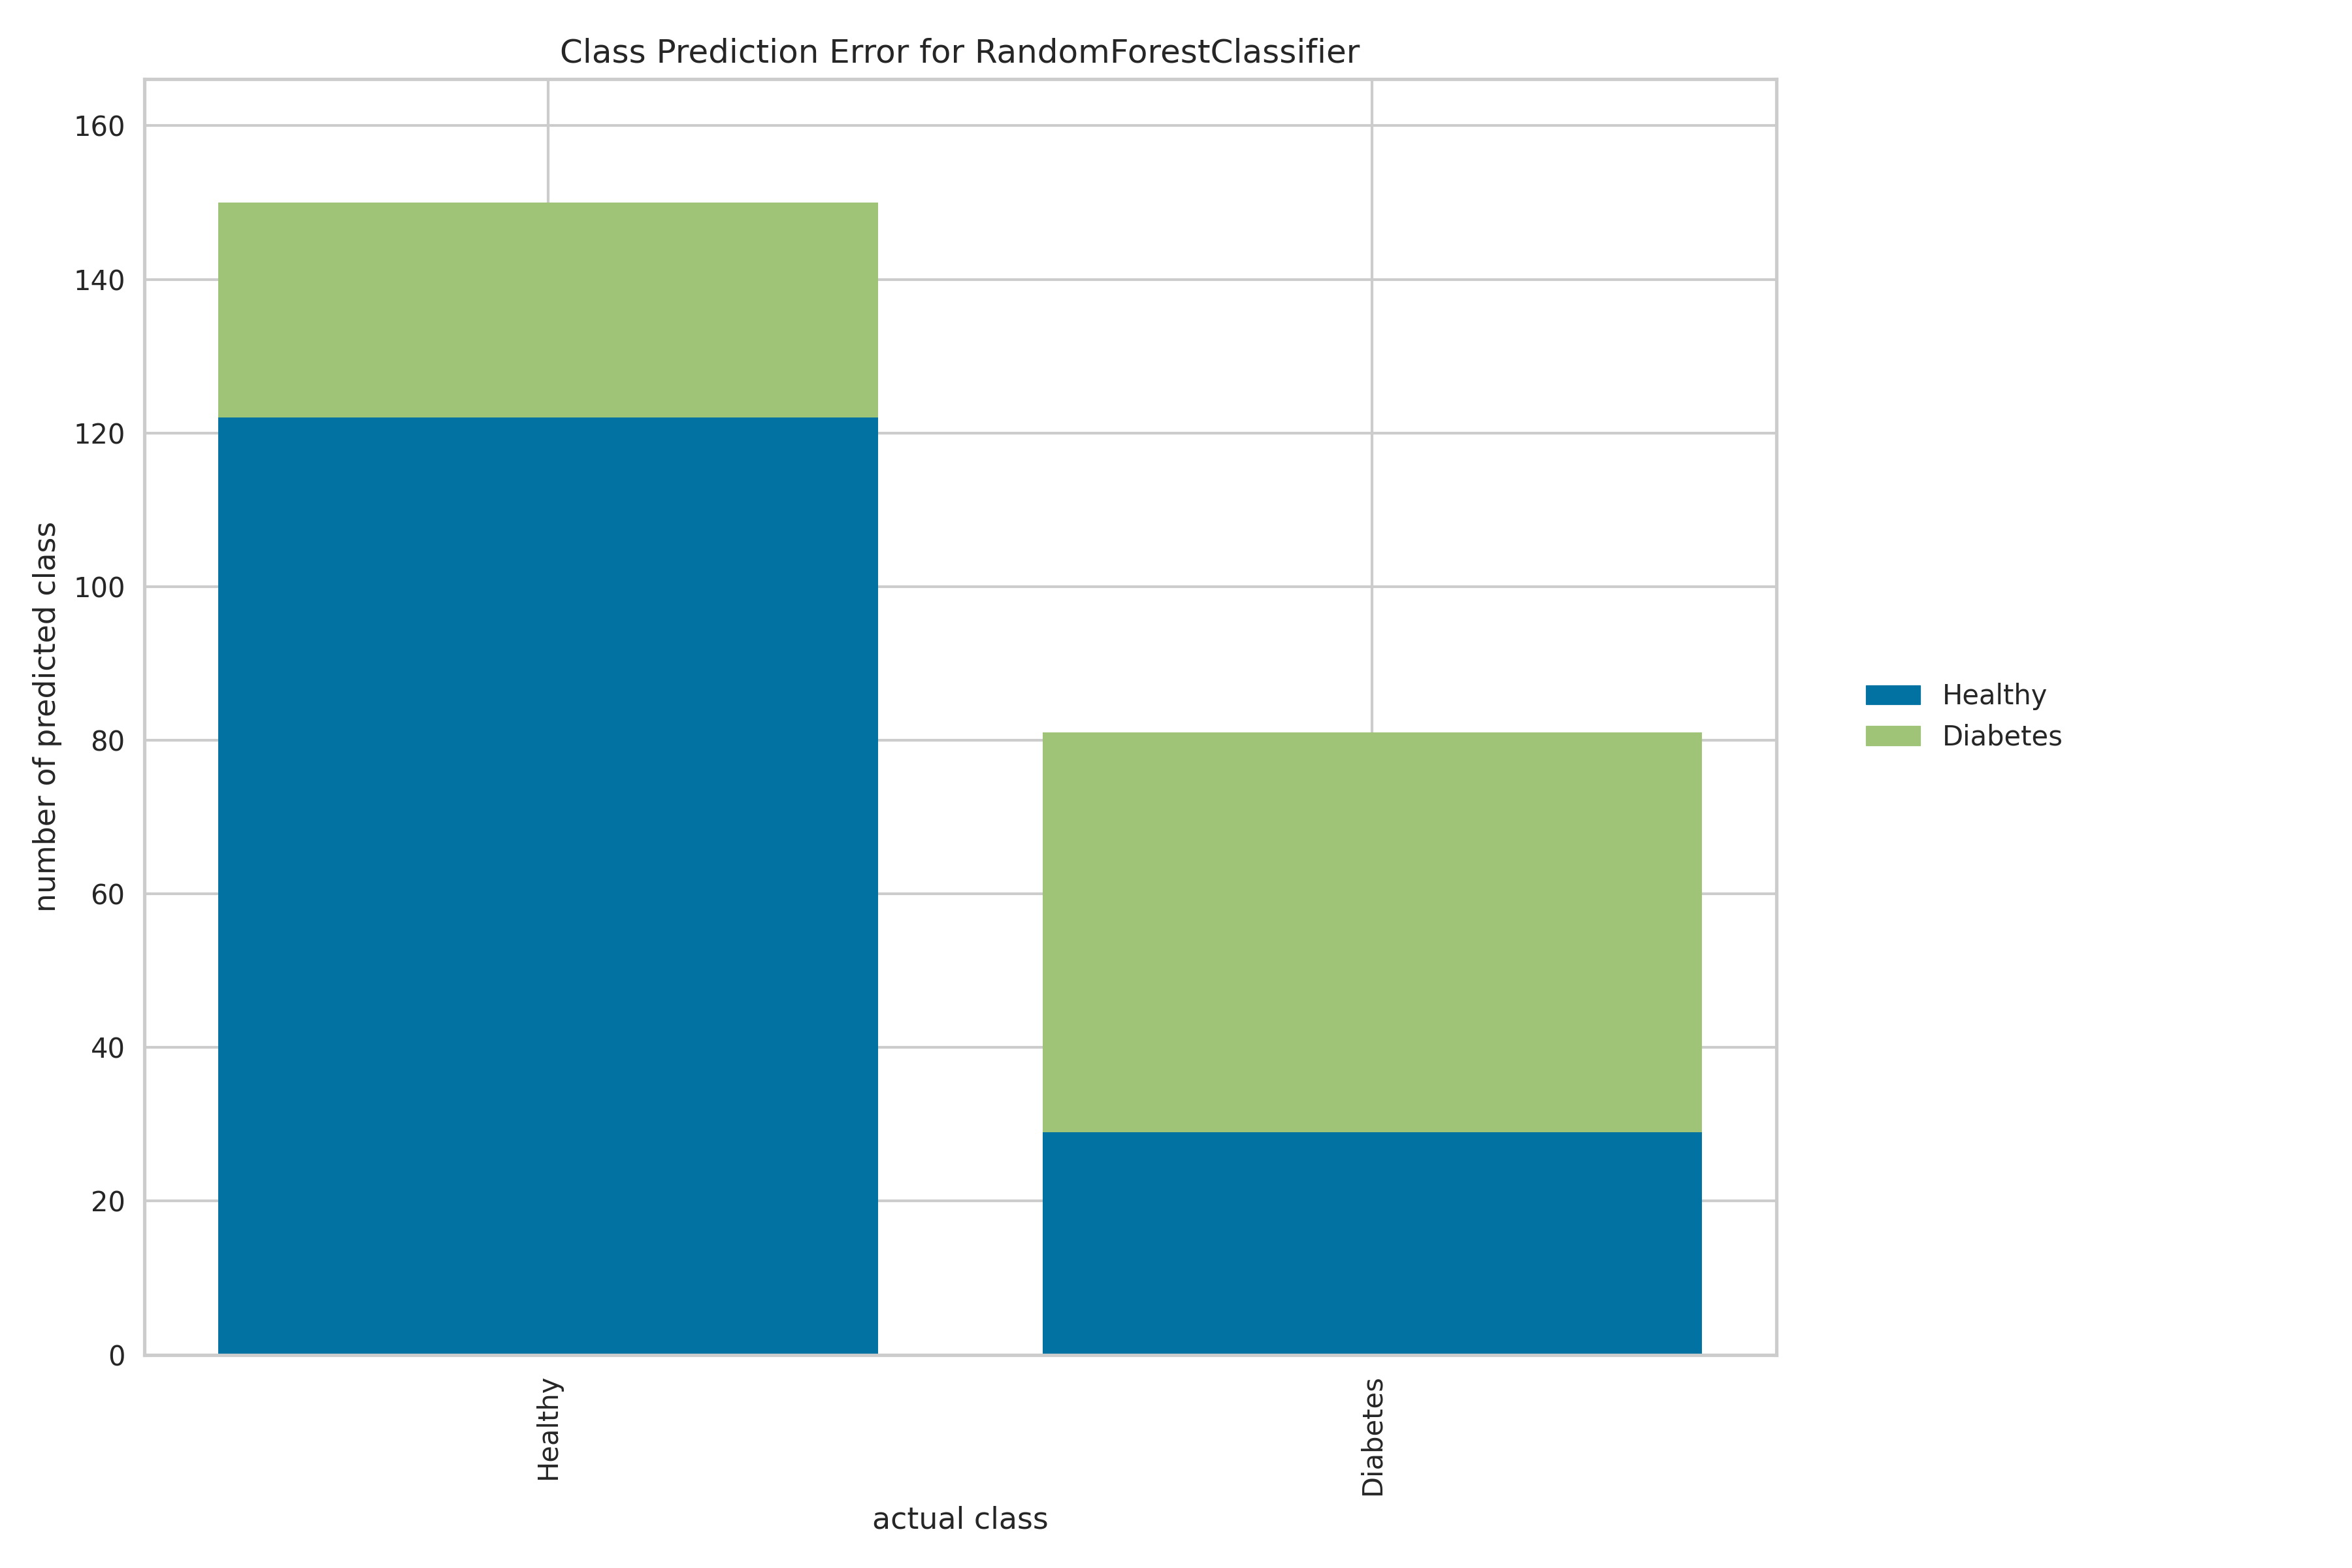 Class Prediction Error for RandomForestClassifier
160
140
120
100
80
60
40
20
0
number of predicted class
Healthy
Diabetes
actual class
Healthy
Diabetes